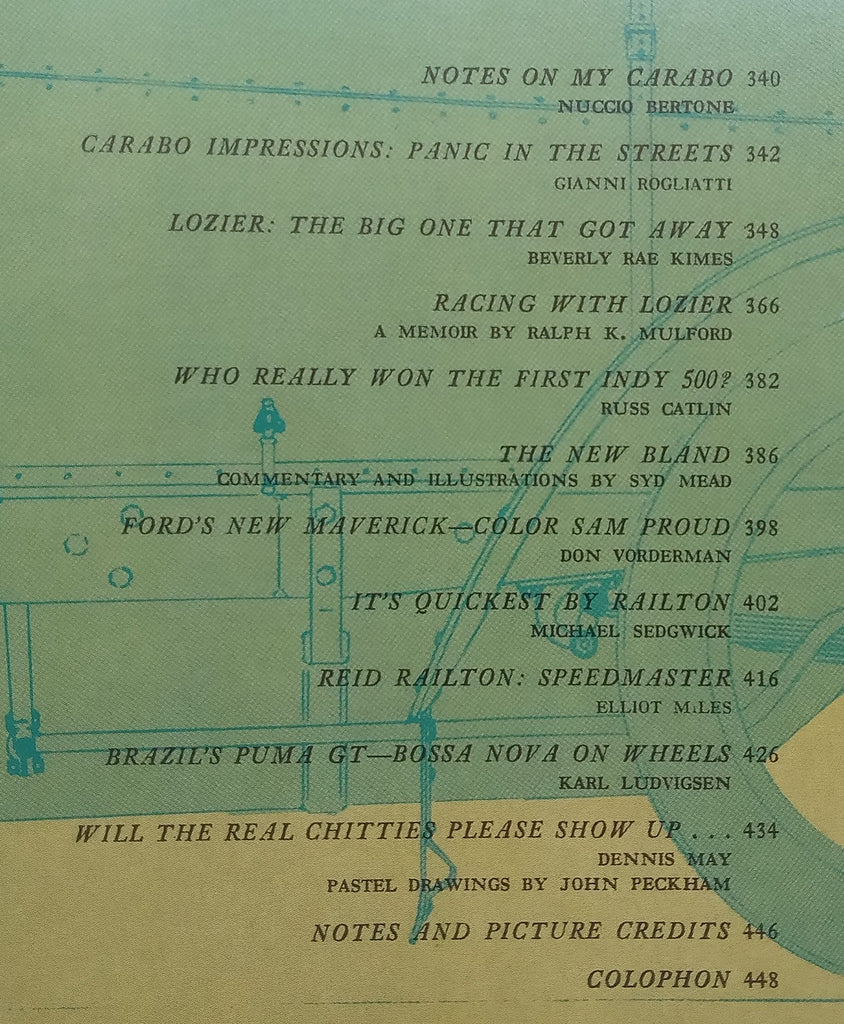 NOTES ON MY CARABO 340
NUCCIO BERTONE
CARABO IMPRESSIONS: PANIC IN THE STREETS 342
GIANNI ROGLIATTI
LOZIER: THE BIG ONE THAT GOT AWAY 348
BEVERLY RAE KIMES
RACING WITH LOZIER 366
A MEMOIR BY RALPH K. MULFORD
WHO REALLY WON THE FIRST INDY 500? 382
RUSS CATLIN
THE NEW BLAND 386
COMMENTARY AND ILLUSTRATIONS BY SYD MEAD
FORD'S NEW MAVERICK—COLOR SAM PROUD 398
DON VORDERMAN
IT'S QUICKEST BY RAILTON 402
MICHAEL SEDGWICK
REID RAILTON: SPEEDMASTER 416
ELLIOT MILES
BRAZIL'S PUMA GT—BOSSA NOVA ON WHEELS 426
KARL LUDVIGSEN
WILL THE REAL CHITTIES PLEASE SHOW UP . . . 434
DENNIS MAY
PASTEL DRAWINGS BY JOHN PECKHAM
NOTES AND PICTURE CREDITS 446
COLOPHON 448